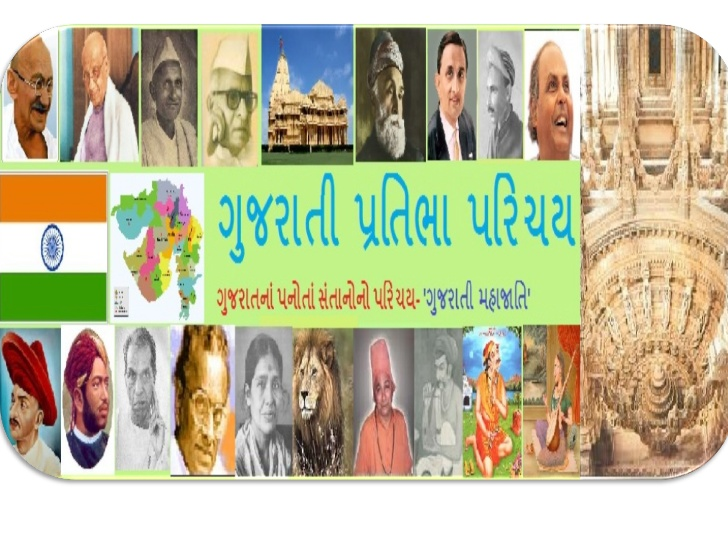 ગુજરાતી પ્રતિભા પરિચય
ગુજરાતનાં પનોતાં સંતાનોનો પરિચય- 'ગુજરાતી મહાજાતિ'